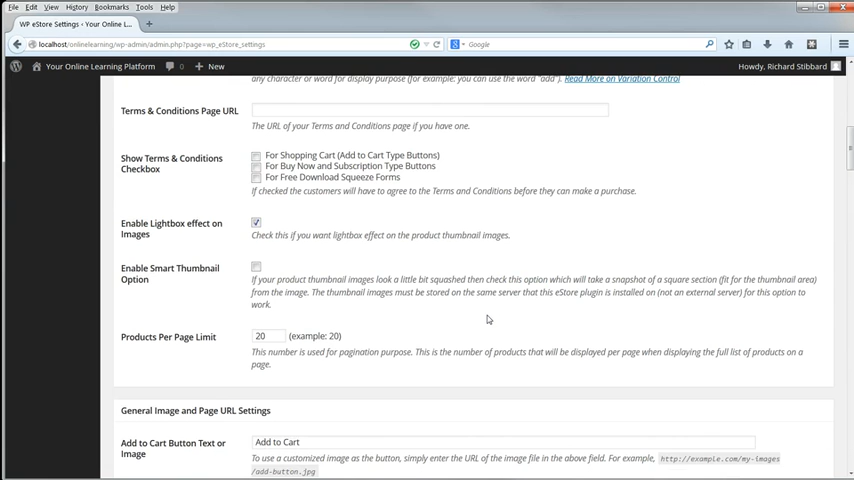 File Edit View History Bookmarks Tools Help
WP eStore Settings ‹ Your Online L...
localhost/onlinelearning/wp-admin/admin.php?page=wp_eStore_settings
Google
Your Online Learning Platform 0 + New Howdy, Richard Stibbard
any character or word for display purpose (for example: you can use the word "add"). Read More on Variation Control
Terms & Conditions Page URL
The URL of your Terms and Conditions page if you have one.
Show Terms & Conditions
Checkbox
For Shopping Cart (Add to Cart Type Buttons)
For Buy Now and Subscription Type Buttons
For Free Download Squeeze Forms
If checked the customers will have to agree to the Terms and Conditions before they can make a purchase.
Enable Lightbox effect on
Images
Check this if you want lightbox effect on the product thumbnail images.
Enable Smart Thumbnail
Option
If your product thumbnail images look a little bit squashed then check this option which will take a snapshot of a square section (fit for the thumbnail area)
from the image. The thumbnail images must be stored on the same server that this eStore plugin is installed on (not an external server) for this option to
work.
Products Per Page Limit
20 (example: 20)
This number is used for pagination purpose. This is the number of products that will be displayed per page when displaying the full list of products on a
page.
General Image and Page URL Settings
Add to Cart Button Text or
Image
Add to Cart
To use a customized image as the button, simply enter the URL of the image file in the above field. For example, http://example.com/my-images
/add-button.jpg